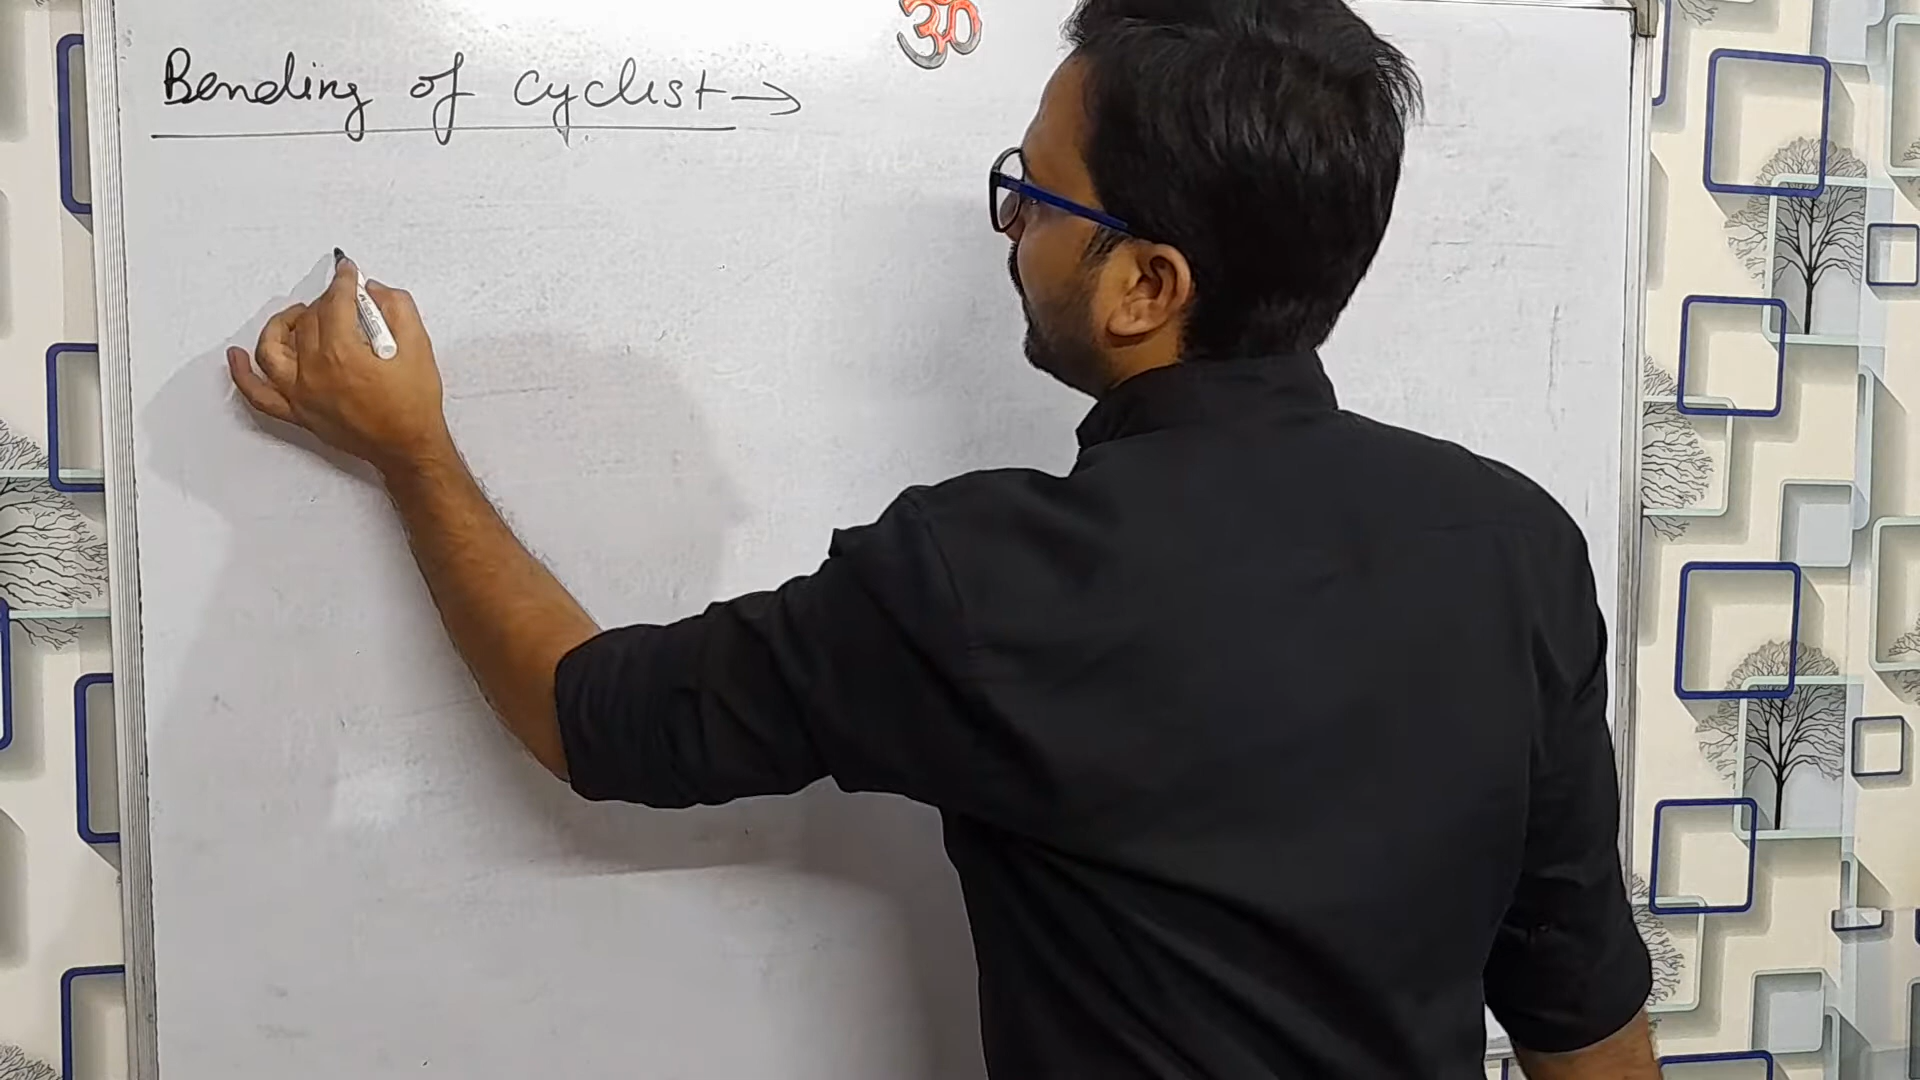 ॐ
Bending of cyclist →